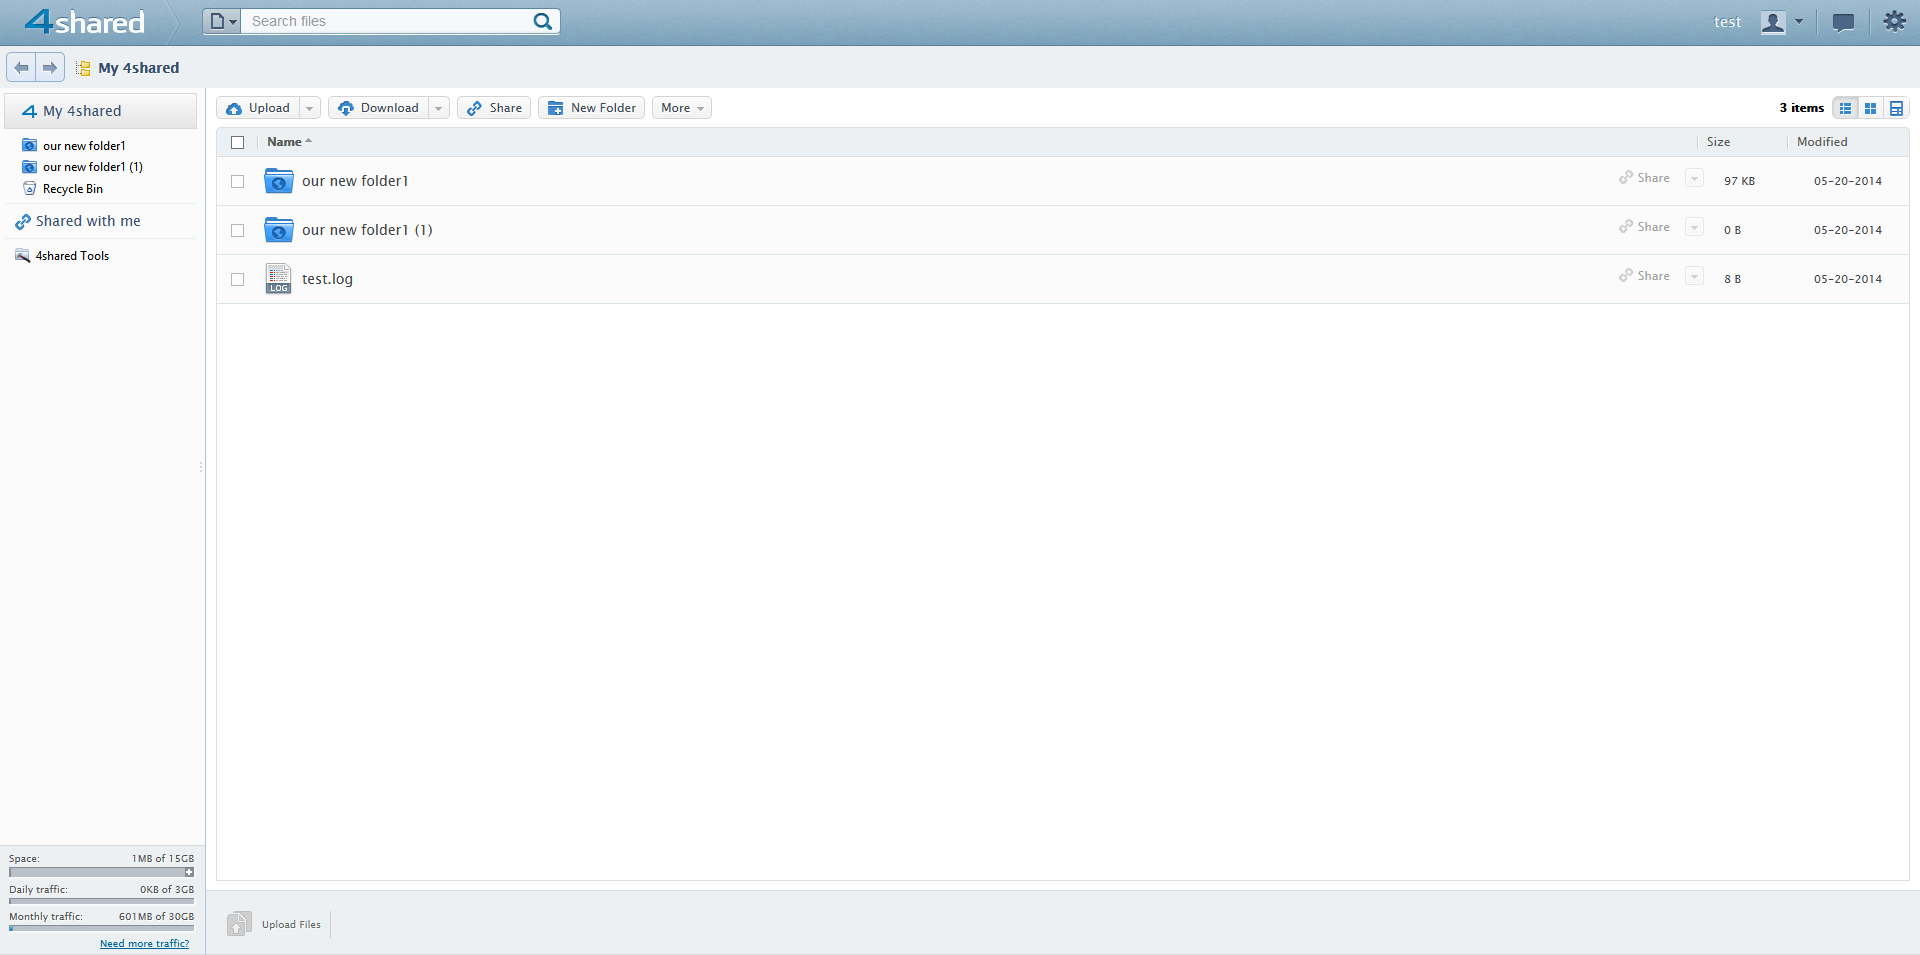 4shared
Search files
test
My 4shared
My 4shared
our new folder1
our new folder1 (1)
Recycle Bin
Shared with me
4shared Tools
Upload Download Share New Folder More 3 items
Name Size Modified
our new folder1 Share 97 KB 05-20-2014
our new folder1 (1) Share 0 B 05-20-2014
LOG test.log Share 8 B 05-20-2014
Space: 1MB of 15GB
Daily traffic: 0KB of 3GB
Monthly traffic: 601MB of 30GB
Need more traffic?
Upload Files